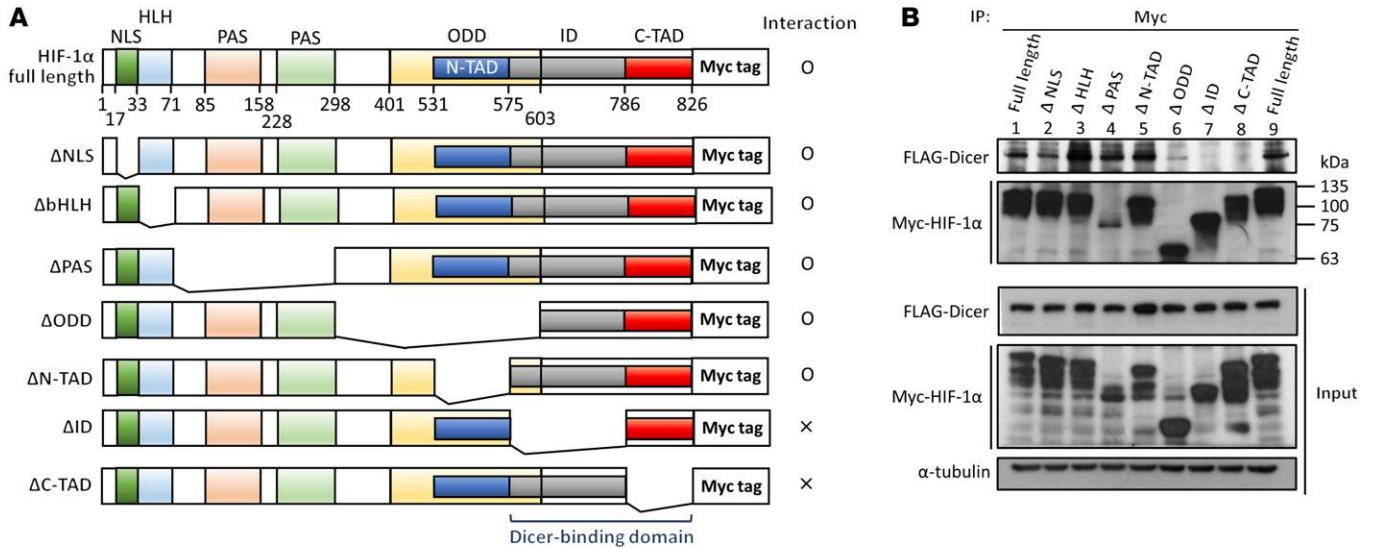 A
HLH
NLS PAS PAS ODD ID C-TAD Interaction
HIF-1α
full length
N-TAD Myc tag O
1 33 71 85 158 298 401 531 575 786 826
17 228 603
ΔNLS Myc tag O
ΔbHLH Myc tag O
ΔPAS Myc tag O
ΔODD Myc tag O
ΔN-TAD Myc tag O
ΔID Myc tag ×
ΔC-TAD Myc tag ×
Dicer-binding domain
B
IP: Myc
Full length Δ NLS Δ HLH Δ PAS Δ N-TAD Δ ODD Δ ID Δ C-TAD Full length
1 2 3 4 5 6 7 8 9
FLAG-Dicer
kDa
Myc-HIF-1α
135
100
75
63
FLAG-Dicer
Myc-HIF-1α
Input
α-tubulin